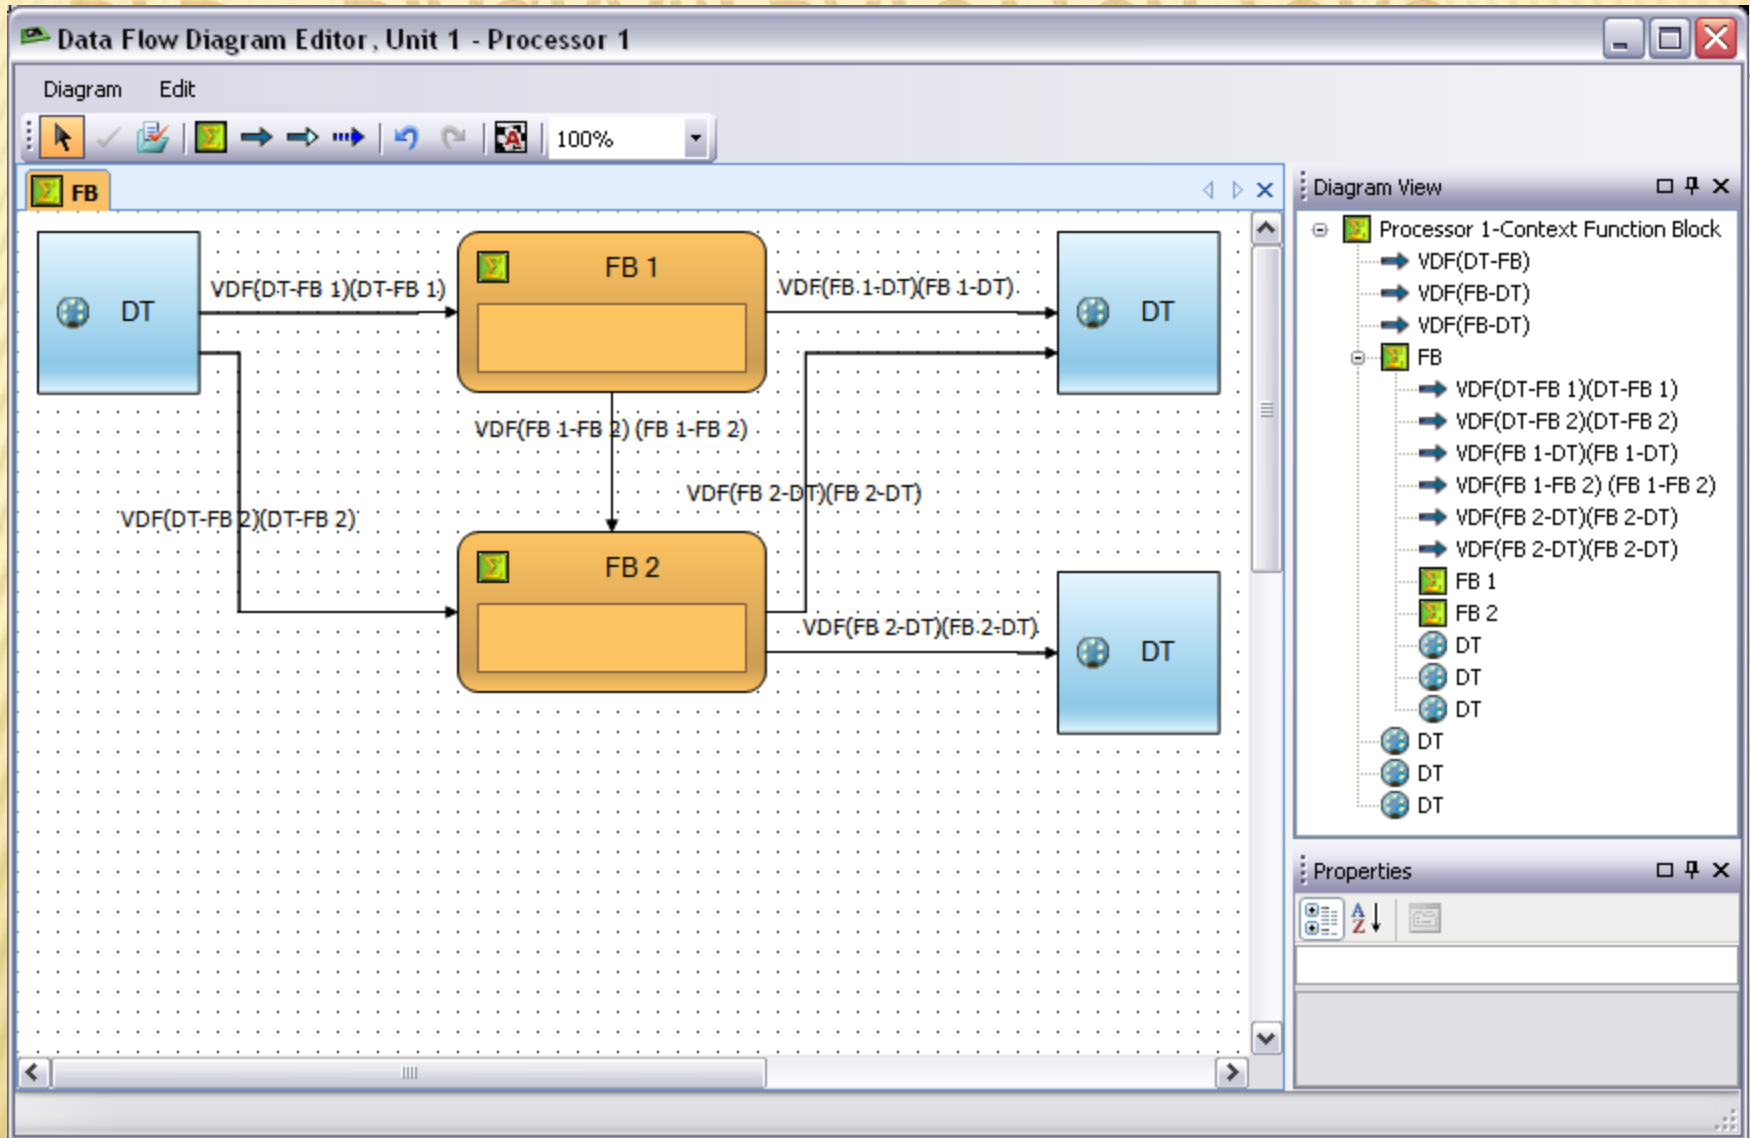 Data Flow Diagram Editor, Unit 1 - Processor 1
Diagram Edit
100%
FB
DT
VDF(DT-FB 1)(DT-FB 1)
FB 1
VDF(FB 1-DT)(FB 1-DT)
DT
VDF(FB 1-FB 2) (FB 1-FB 2)
VDF(FB 2-DT)(FB 2-DT)
VDF(DT-FB 2)(DT-FB 2)
FB 2
VDF(FB 2-DT)(FB 2-DT)
DT
Diagram View
Processor 1-Context Function Block
VDF(DT-FB)
VDF(FB-DT)
VDF(FB-DT)
FB
VDF(DT-FB 1)(DT-FB 1)
VDF(DT-FB 2)(DT-FB 2)
VDF(FB 1-DT)(FB 1-DT)
VDF(FB 1-FB 2) (FB 1-FB 2)
VDF(FB 2-DT)(FB 2-DT)
VDF(FB 2-DT)(FB 2-DT)
FB 1
FB 2
DT
DT
DT
DT
DT
DT
Properties